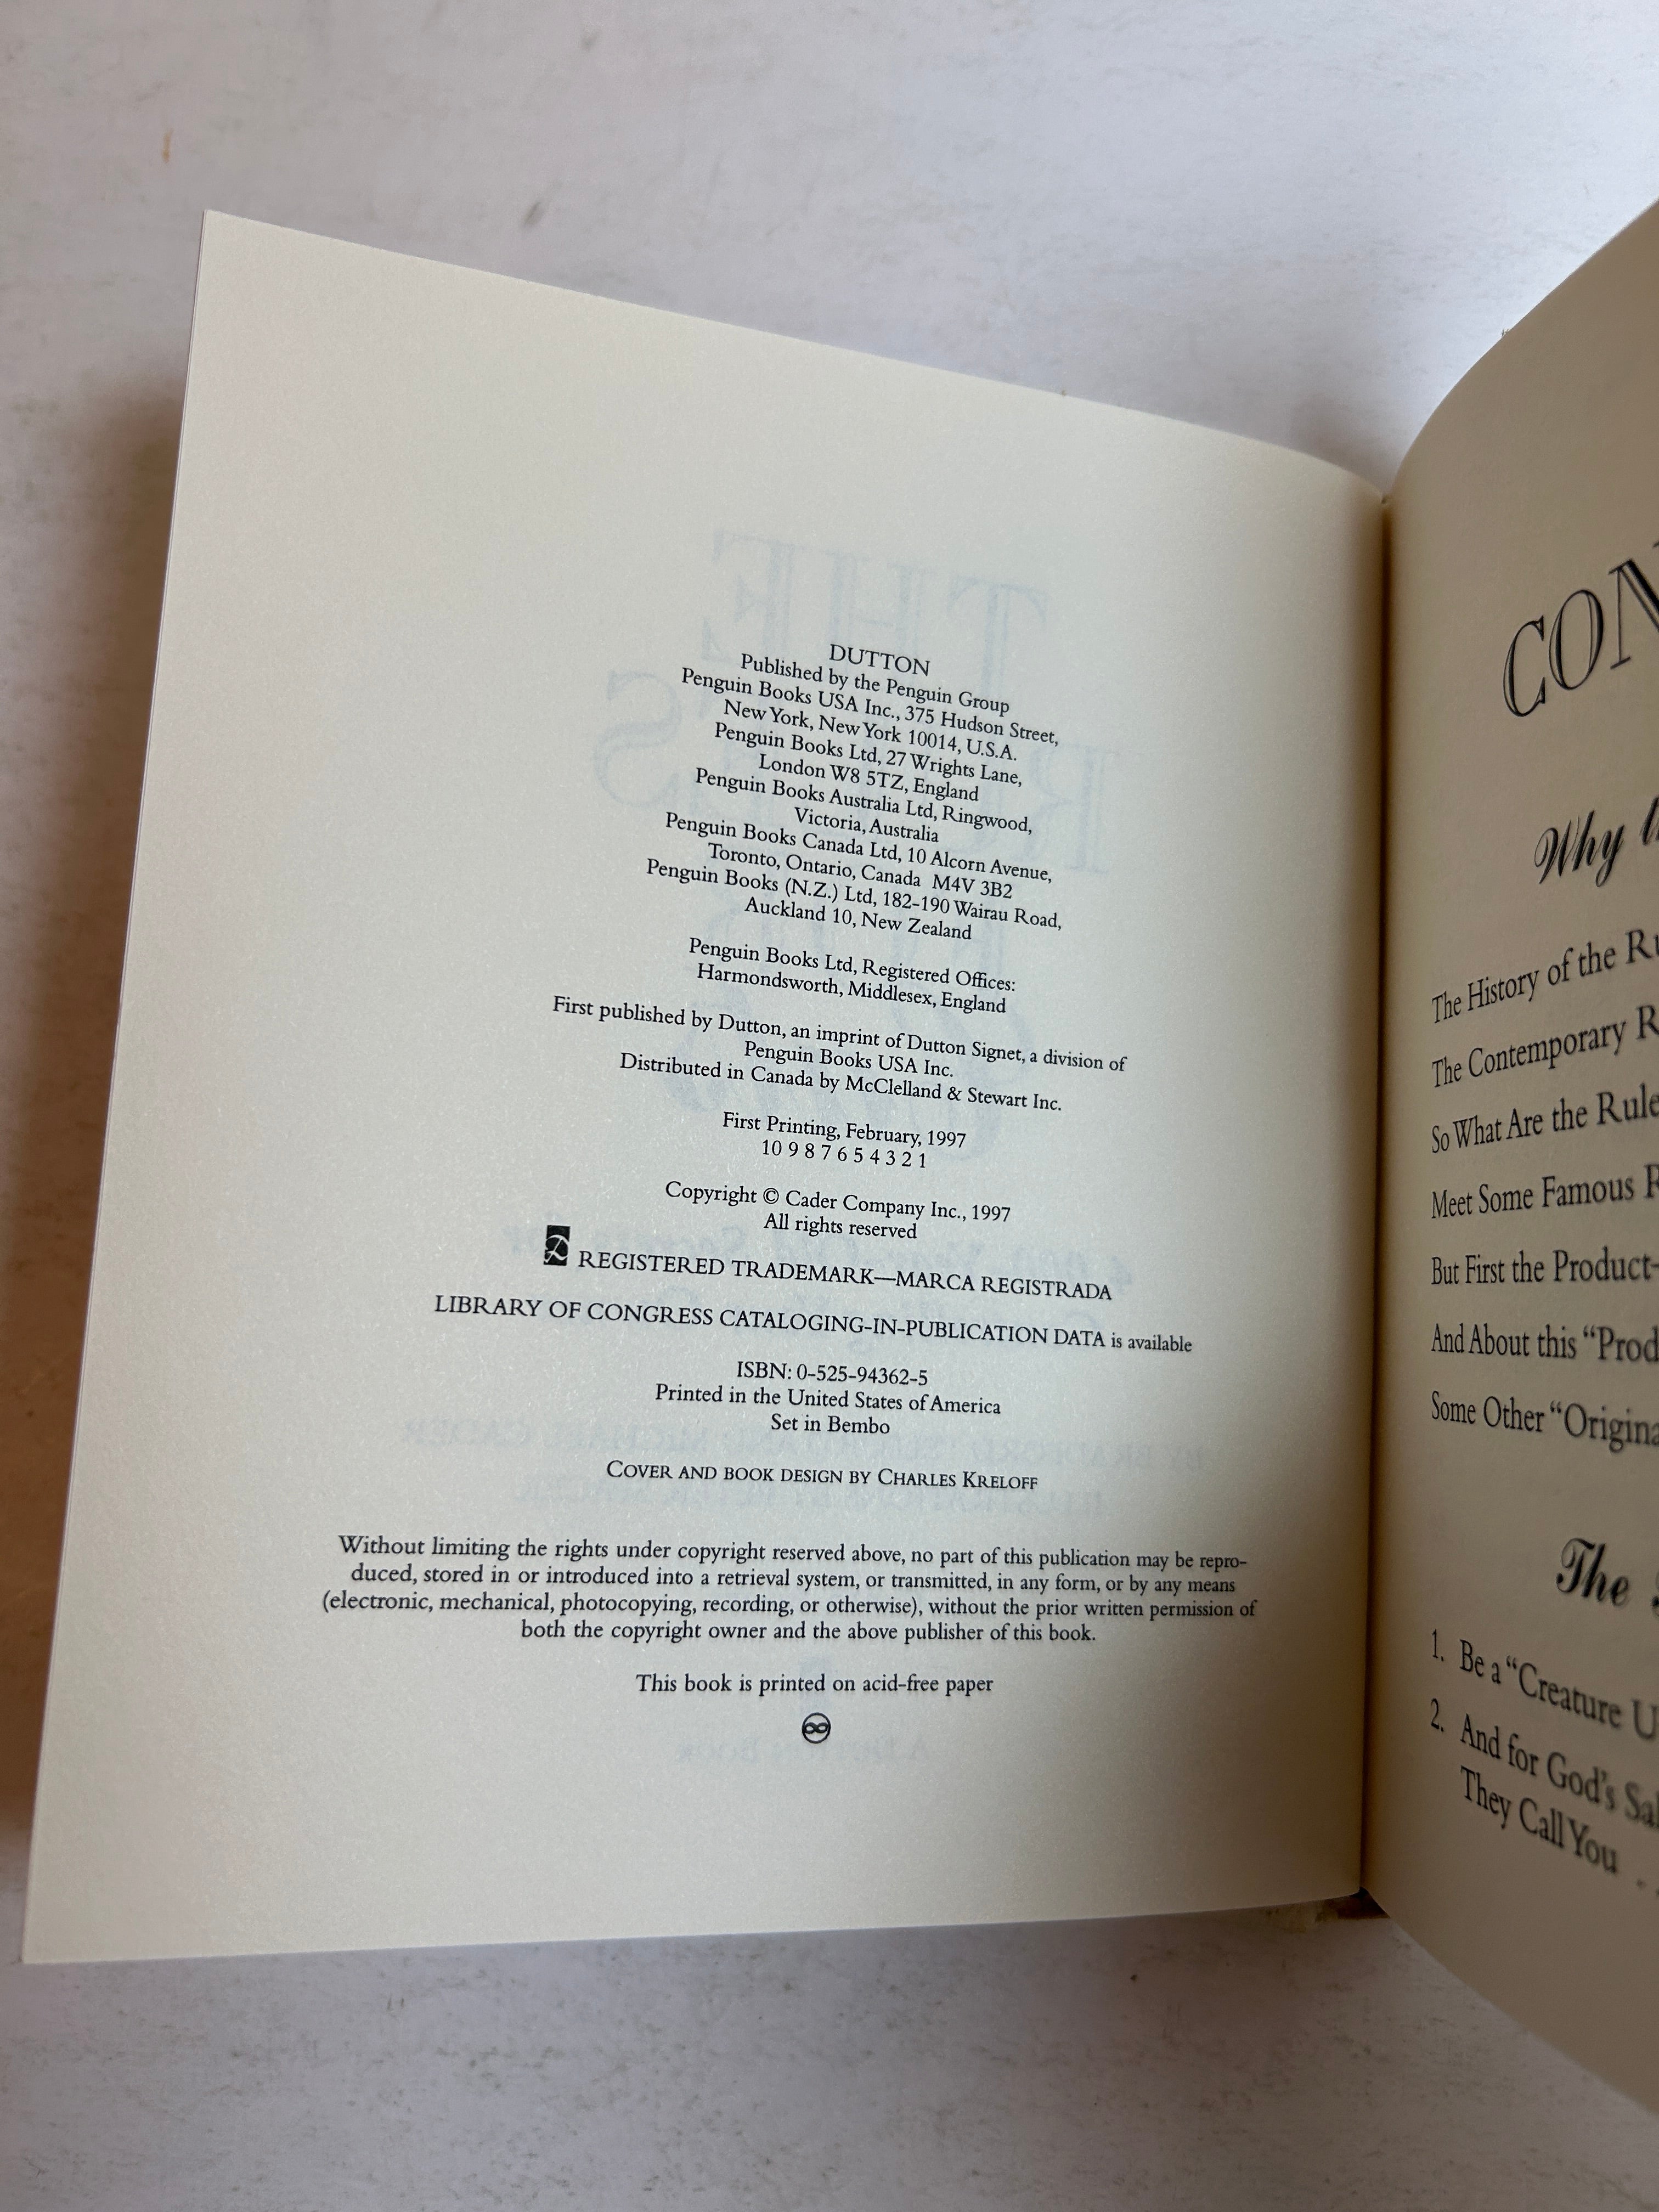 DUTTON
Published by the Penguin Group
Penguin Books USA Inc., 375 Hudson Street,
New York, New York 10014, U.S.A.
Penguin Books Ltd, 27 Wrights Lane,
London W8 5TZ, England
Penguin Books Australia Ltd, Ringwood,
Victoria, Australia
Penguin Books Canada Ltd, 10 Alcorn Avenue,
Toronto, Ontario, Canada M4V 3B2
Penguin Books (N.Z.) Ltd, 182–190 Wairau Road,
Auckland 10, New Zealand
Penguin Books Ltd, Registered Offices:
Harmondsworth, Middlesex, England
First published by Dutton, an imprint of Dutton Signet, a division of
Penguin Books USA Inc.
Distributed in Canada by McClelland & Stewart Inc.
First Printing, February, 1997
10 9 8 7 6 5 4 3 2 1
Copyright © Cader Company Inc., 1997
All rights reserved
REGISTERED TRADEMARK—MARCA REGISTRADA
LIBRARY OF CONGRESS CATALOGING-IN-PUBLICATION DATA is available
ISBN: 0-525-94362-5
Printed in the United States of America
Set in Bembo
COVER AND BOOK DESIGN BY CHARLES KRELOFF
Without limiting the rights under copyright reserved above, no part of this publication may be repro-
duced, stored in or introduced into a retrieval system, or transmitted, in any form, or by any means
(electronic, mechanical, photocopying, recording, or otherwise), without the prior written permission of
both the copyright owner and the above publisher of this book.
This book is printed on acid-free paper
CON
Why
The History of the Ru
The Contemporary R
So What Are the Rule
Meet Some Famous R
But First the Product-
And About this “Prod
Some Other “Origina
The
1. Be a “Creature U
2. And for God’s Sa
They Call You . .